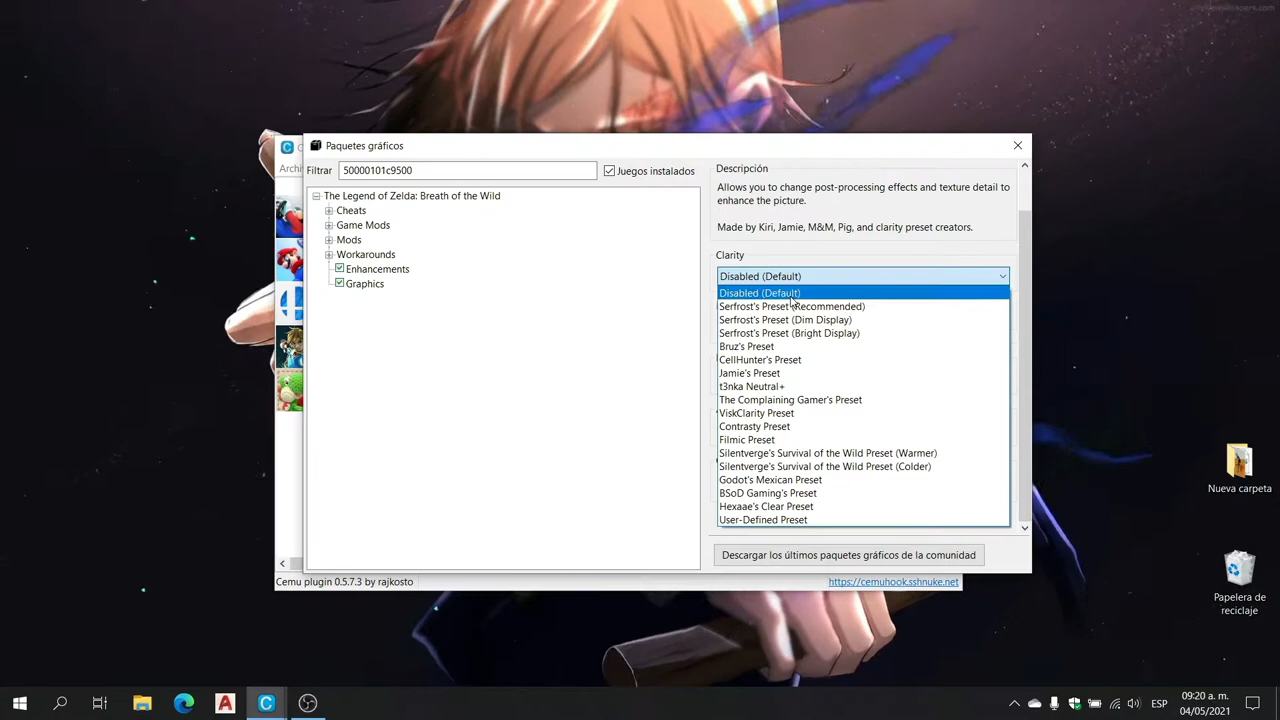 Paquetes gráficos
Filtrar
50000101c9500
Juegos instalados
Archi
The Legend of Zelda: Breath of the Wild
Cheats
Game Mods
Mods
Workarounds
Enhancements
Graphics
Descripción
Allows you to change post-processing effects and texture detail to
enhance the picture.
Made by Kiri, Jamie, M&M, Pig, and clarity preset creators.
Clarity
Disabled (Default)
Disabled (Default)
Serfrost's Preset (Recommended)
Serfrost's Preset (Dim Display)
Serfrost's Preset (Bright Display)
Bruz's Preset
CellHunter's Preset
Jamie's Preset
t3nka Neutral+
The Complaining Gamer's Preset
ViskClarity Preset
Contrasty Preset
Filmic Preset
Silentverge's Survival of the Wild Preset (Warmer)
Silentverge's Survival of the Wild Preset (Colder)
Godot's Mexican Preset
BSoD Gaming's Preset
Hexaae's Clear Preset
User-Defined Preset
Descargar los últimos paquetes gráficos de la comunidad
Cemu plugin 0.5.7.3 by rajkosto
https://cemuhook.sshnuke.net
Nueva carpeta
Papelera de
reciclaje
ESP
09:20 a. m.
04/05/2021